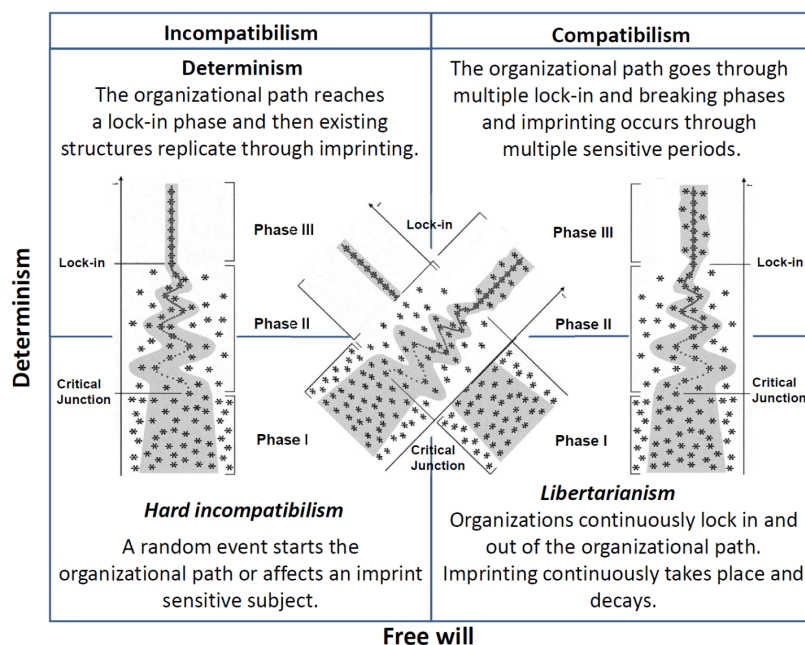 Incompatibilism
Compatibilism
Determinism
The organizational path reaches
a lock-in phase and then existing
structures replicate through imprinting.
The organizational path goes through
multiple lock-in and breaking phases
and imprinting occurs through
multiple sensitive periods.
Determinism
Phase III
Lock-in
Phase II
Critical
Junction
Phase I
Lock-in
Critical
Junction
Phase III
Lock-in
Phase II
Critical
Junction
Phase I
Hard incompatibilism
A random event starts the
organizational path or affects an imprint
sensitive subject.
Libertarianism
Organizations continuously lock in and
out of the organizational path.
Imprinting continuously takes place and
decays.
Free will